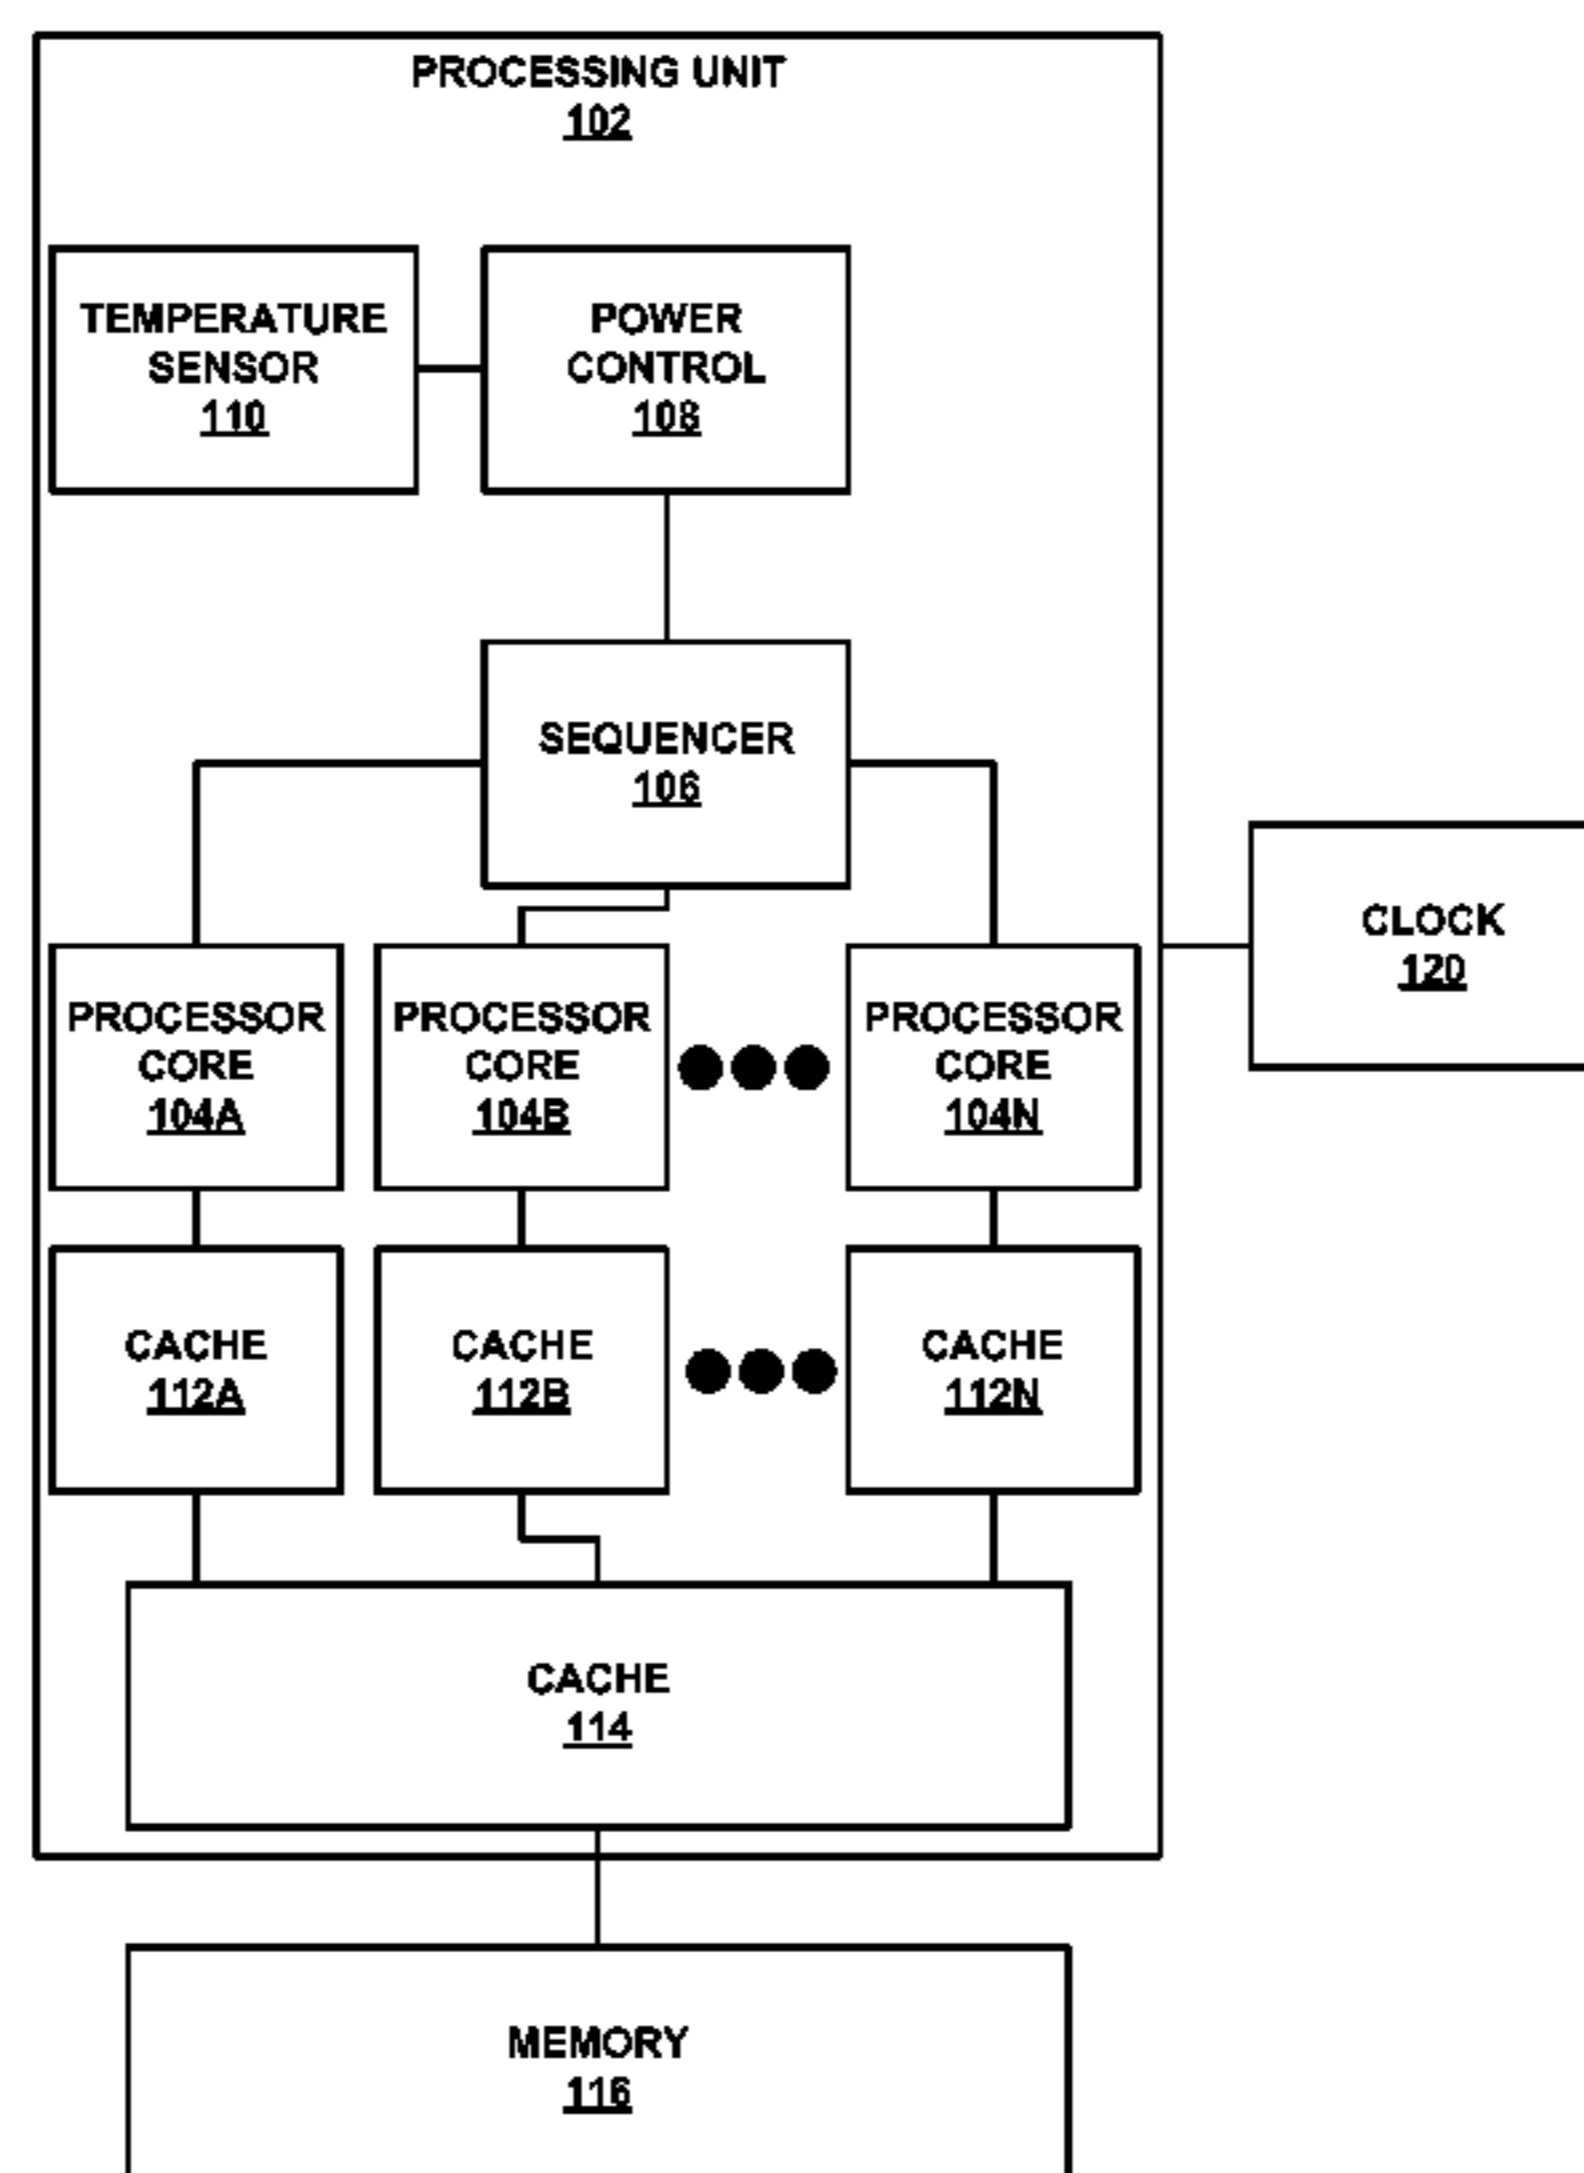 PROCESSING UNIT
102
TEMPERATURE
SENSOR
110
POWER
CONTROL
108
SEQUENCER
106
CLOCK
120
PROCESSOR
CORE
104A
PROCESSOR
CORE
104B
PROCESSOR
CORE
104N
CACHE
112A
CACHE
112B
CACHE
112N
CACHE
114
MEMORY
116